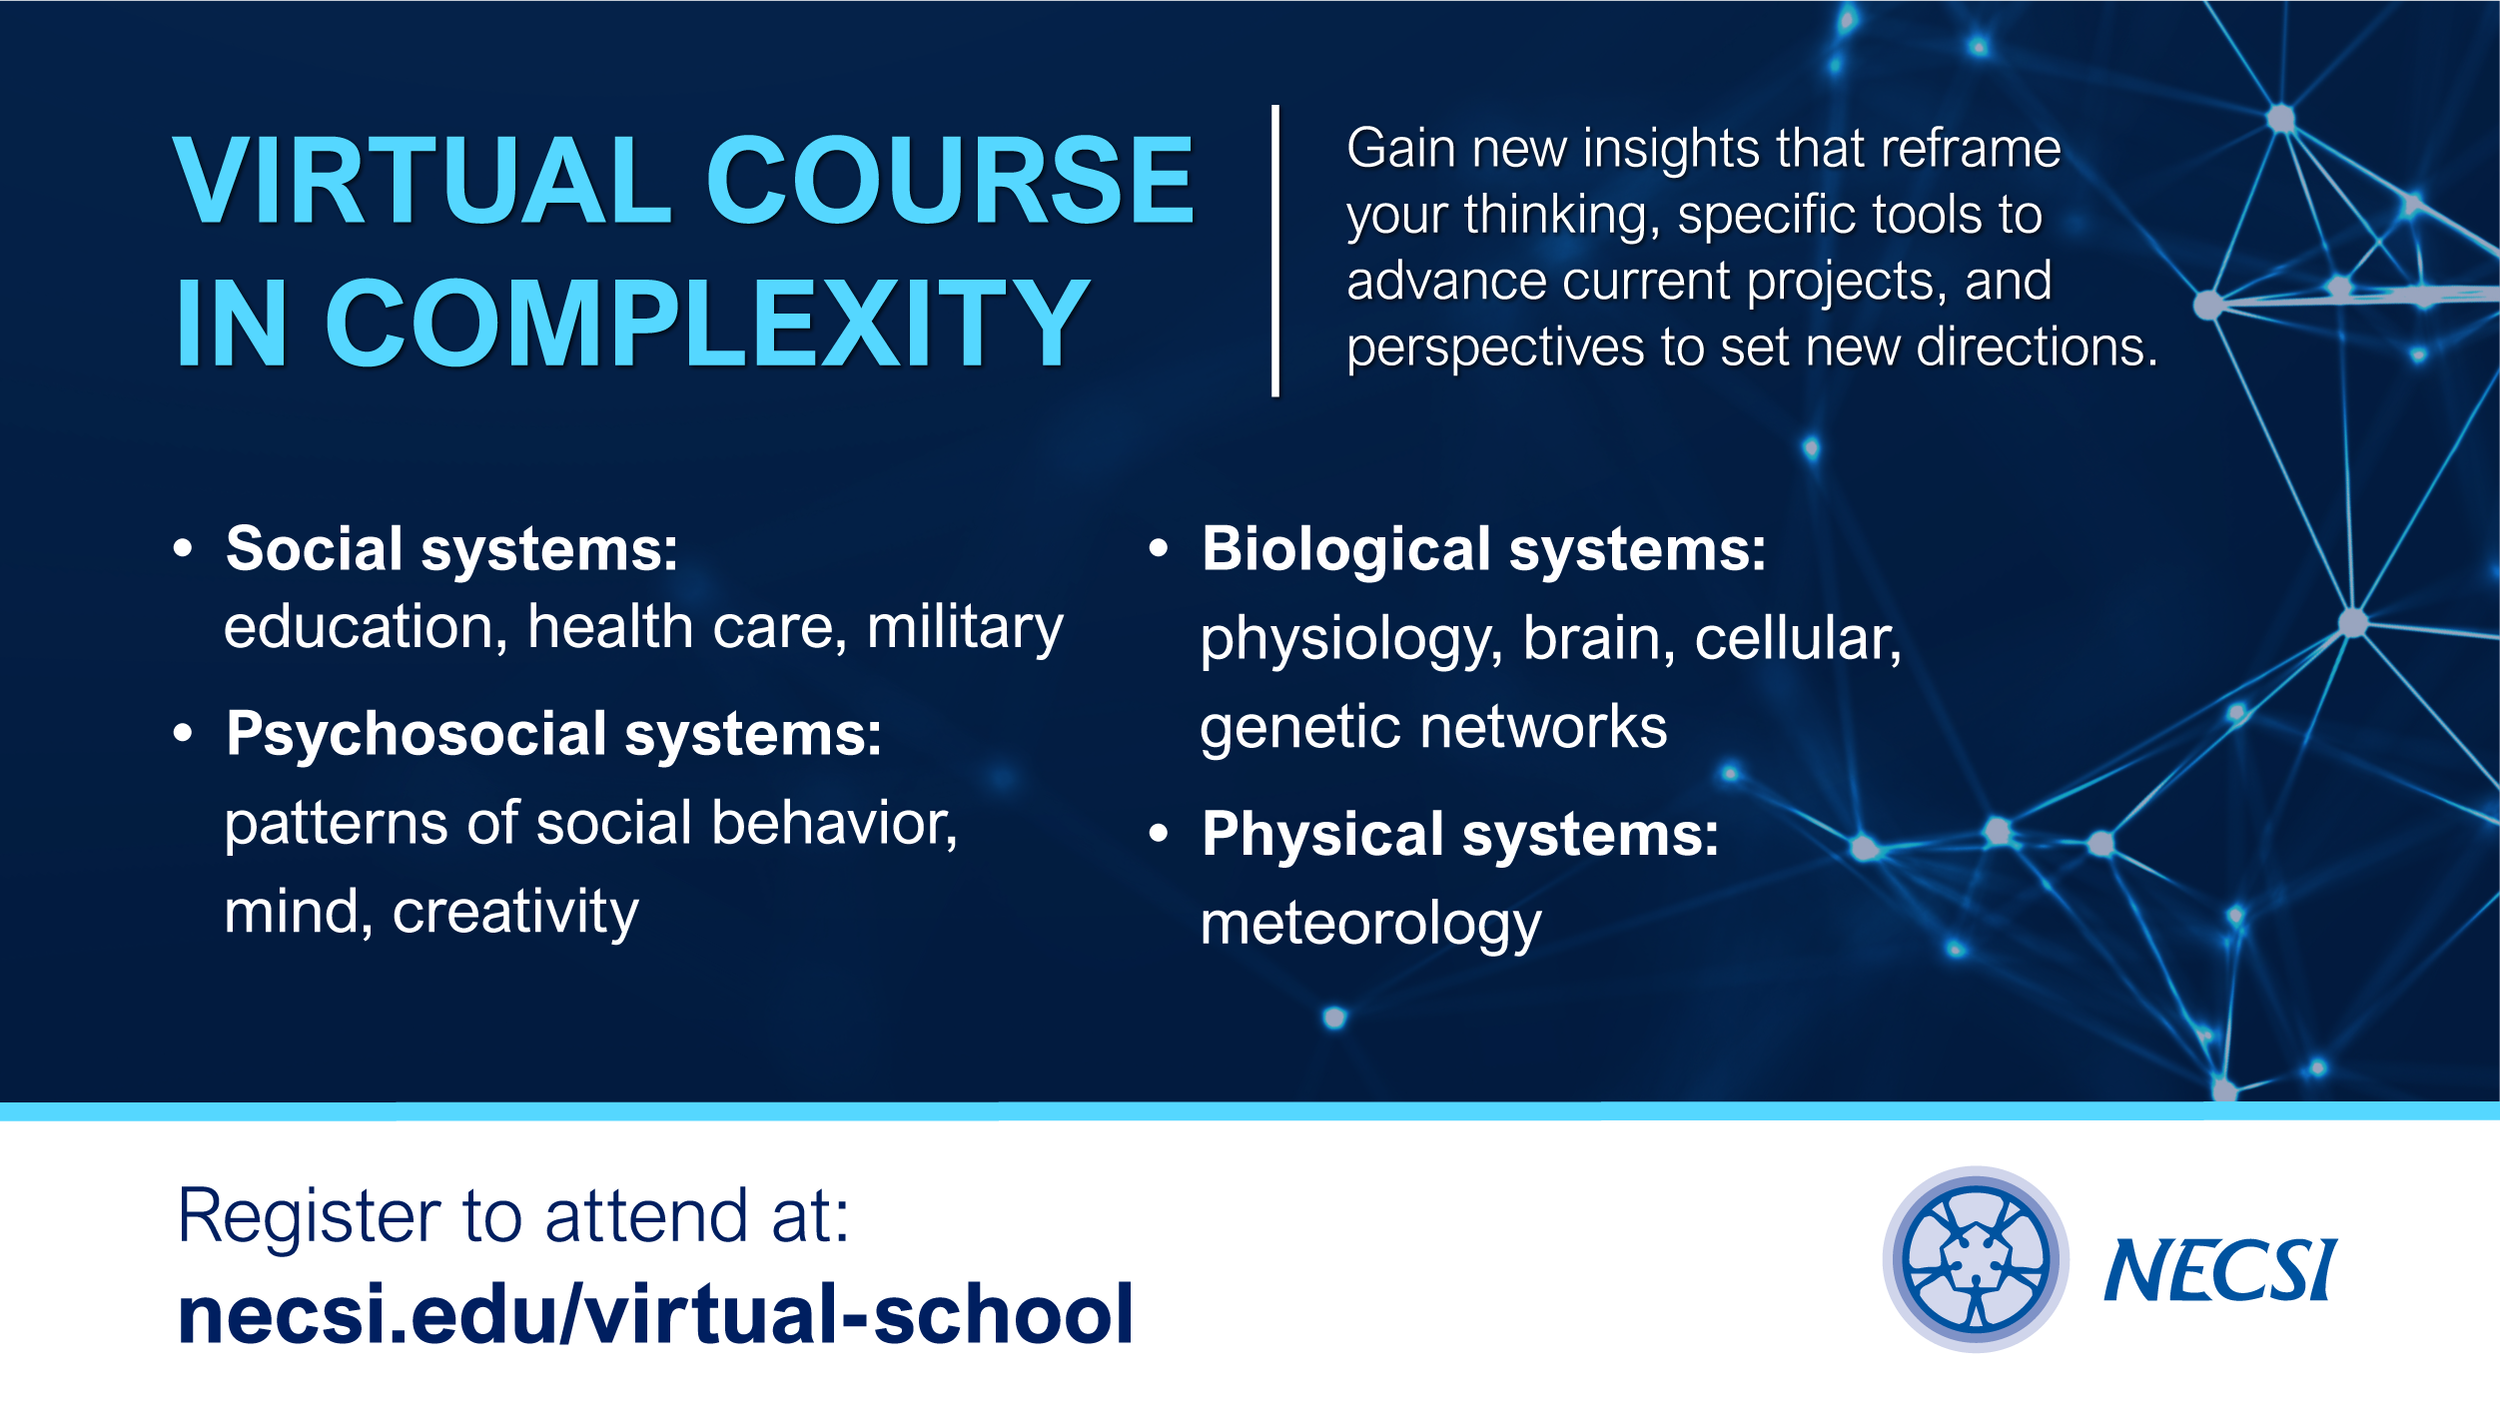 VIRTUAL COURSE
IN COMPLEXITY
Gain new insights that reframe
your thinking, specific tools to
advance current projects, and
perspectives to set new directions.
• Social systems:
education, health care, military
• Psychosocial systems:
patterns of social behavior,
mind, creativity
• Biological systems:
physiology, brain, cellular,
genetic networks
• Physical systems:
meteorology
Register to attend at:
necsi.edu/virtual-school
NECSI